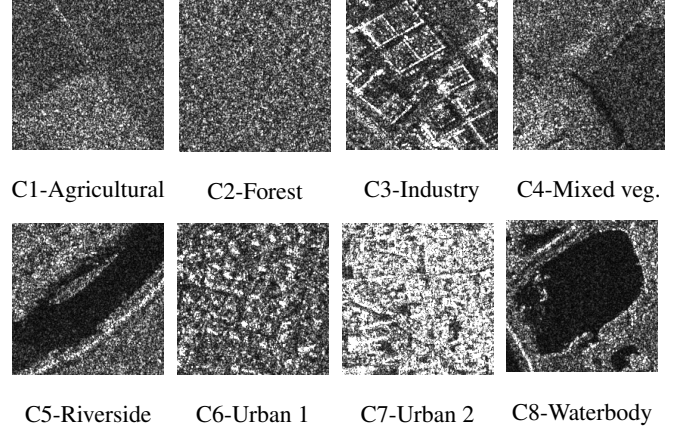 C1-Agricultural C2-Forest C3-Industry C4-Mixed veg.
C5-Riverside C6-Urban 1 C7-Urban 2 C8-Waterbody